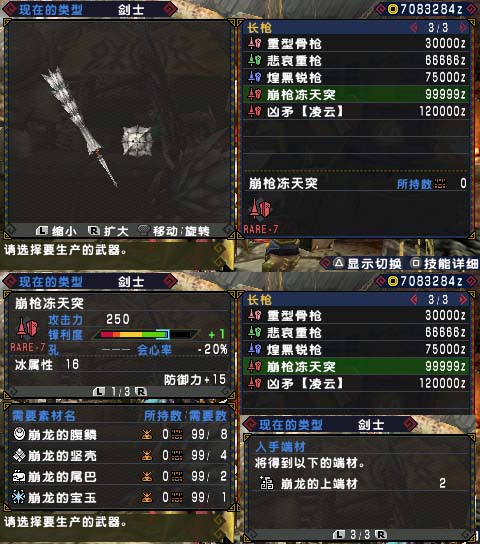 现在的类型 剑士
7083284z
长枪 3/3
重型骨枪 30000z
悲哀重枪 66666z
煌黑锐枪 75000z
崩枪冻天突 99999z
凶矛【凌云】 120000z
崩枪冻天突 所持数 0
RARE-7
L 缩小 R 扩大 移动/旋转
请选择要生产的武器。
△ 显示切换 □ 技能详细
现在的类型 剑士
7083284z
崩枪冻天突
攻击力 250
锋利度 +1
RARE-7
孔 — 会心率 -20%
冰属性 16
防御力+15
L 1/3 R
长枪 3/3
重型骨枪 30000z
悲哀重枪 66666z
煌黑锐枪 75000z
崩枪冻天突 99999z
凶矛【凌云】 120000z
需要素材名 所持数/需要数
崩龙的腹鳞 0 99/ 8
崩龙的坚壳 0 99/ 4
崩龙的尾巴 0 99/ 2
崩龙的宝玉 0 99/ 1
请选择要生产的武器。
现在的类型 剑士
入手端材
将得到以下的端材。
崩龙的上端材 2
L 3/3 R